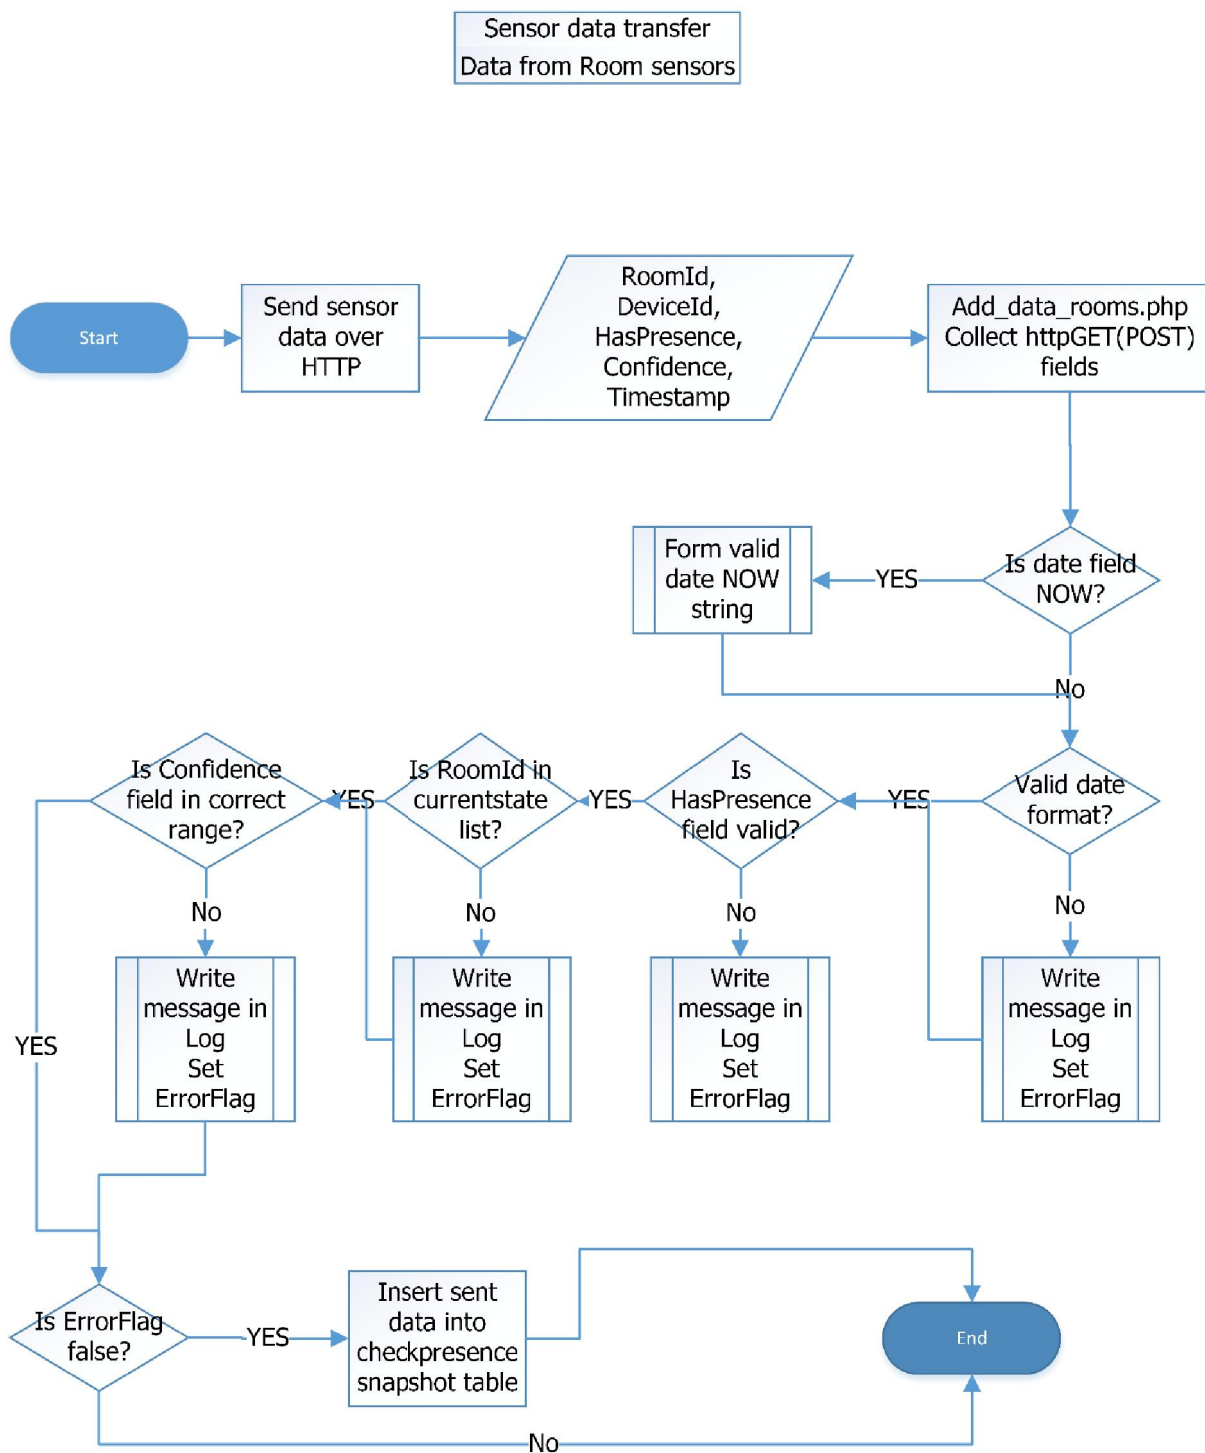 Sensor data transfer
Data from Room sensors
Start
Send sensor
data over
HTTP
RoomId,
DeviceId,
HasPresence,
Confidence,
Timestamp
Add_data_rooms.php
Collect httpGET(POST)
fields
Form valid
date NOW
string
YES
Is date field
NOW?
No
Is Confidence
field in correct
range?
YES
Is RoomId in
currentstate
list?
YES
Is
HasPresence
field valid?
YES
Valid date
format?
No
No
No
No
YES
Write
message in
Log
Set
ErrorFlag
Write
message in
Log
Set
ErrorFlag
Write
message in
Log
Set
ErrorFlag
Write
message in
Log
Set
ErrorFlag
Is ErrorFlag
false?
YES
Insert sent
data into
checkpresence
snapshot table
End
No